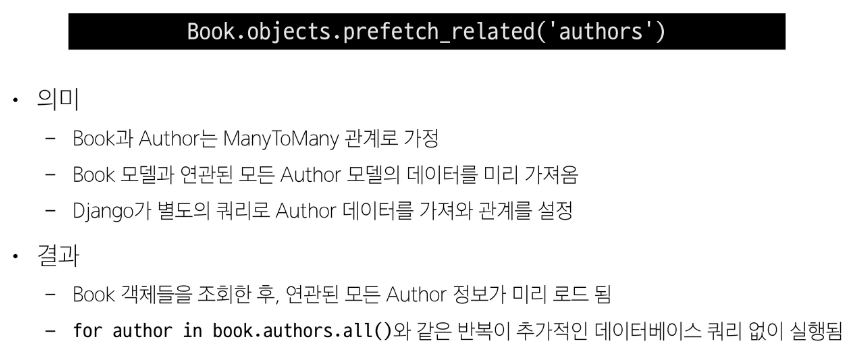 Book.objects.prefetch_related('authors')
• 의미
– Book과 Author는 ManyToMany 관계로 가정
– Book 모델과 연관된 모든 Author 모델의 데이터를 미리 가져옴
– Django가 별도의 쿼리로 Author 데이터를 가져와 관계를 설정
• 결과
– Book 객체들을 조회한 후, 연관된 모든 Author 정보가 미리 로드 됨
– for author in book.authors.all()와 같은 반복이 추가적인 데이터베이스 쿼리 없이 실행됨